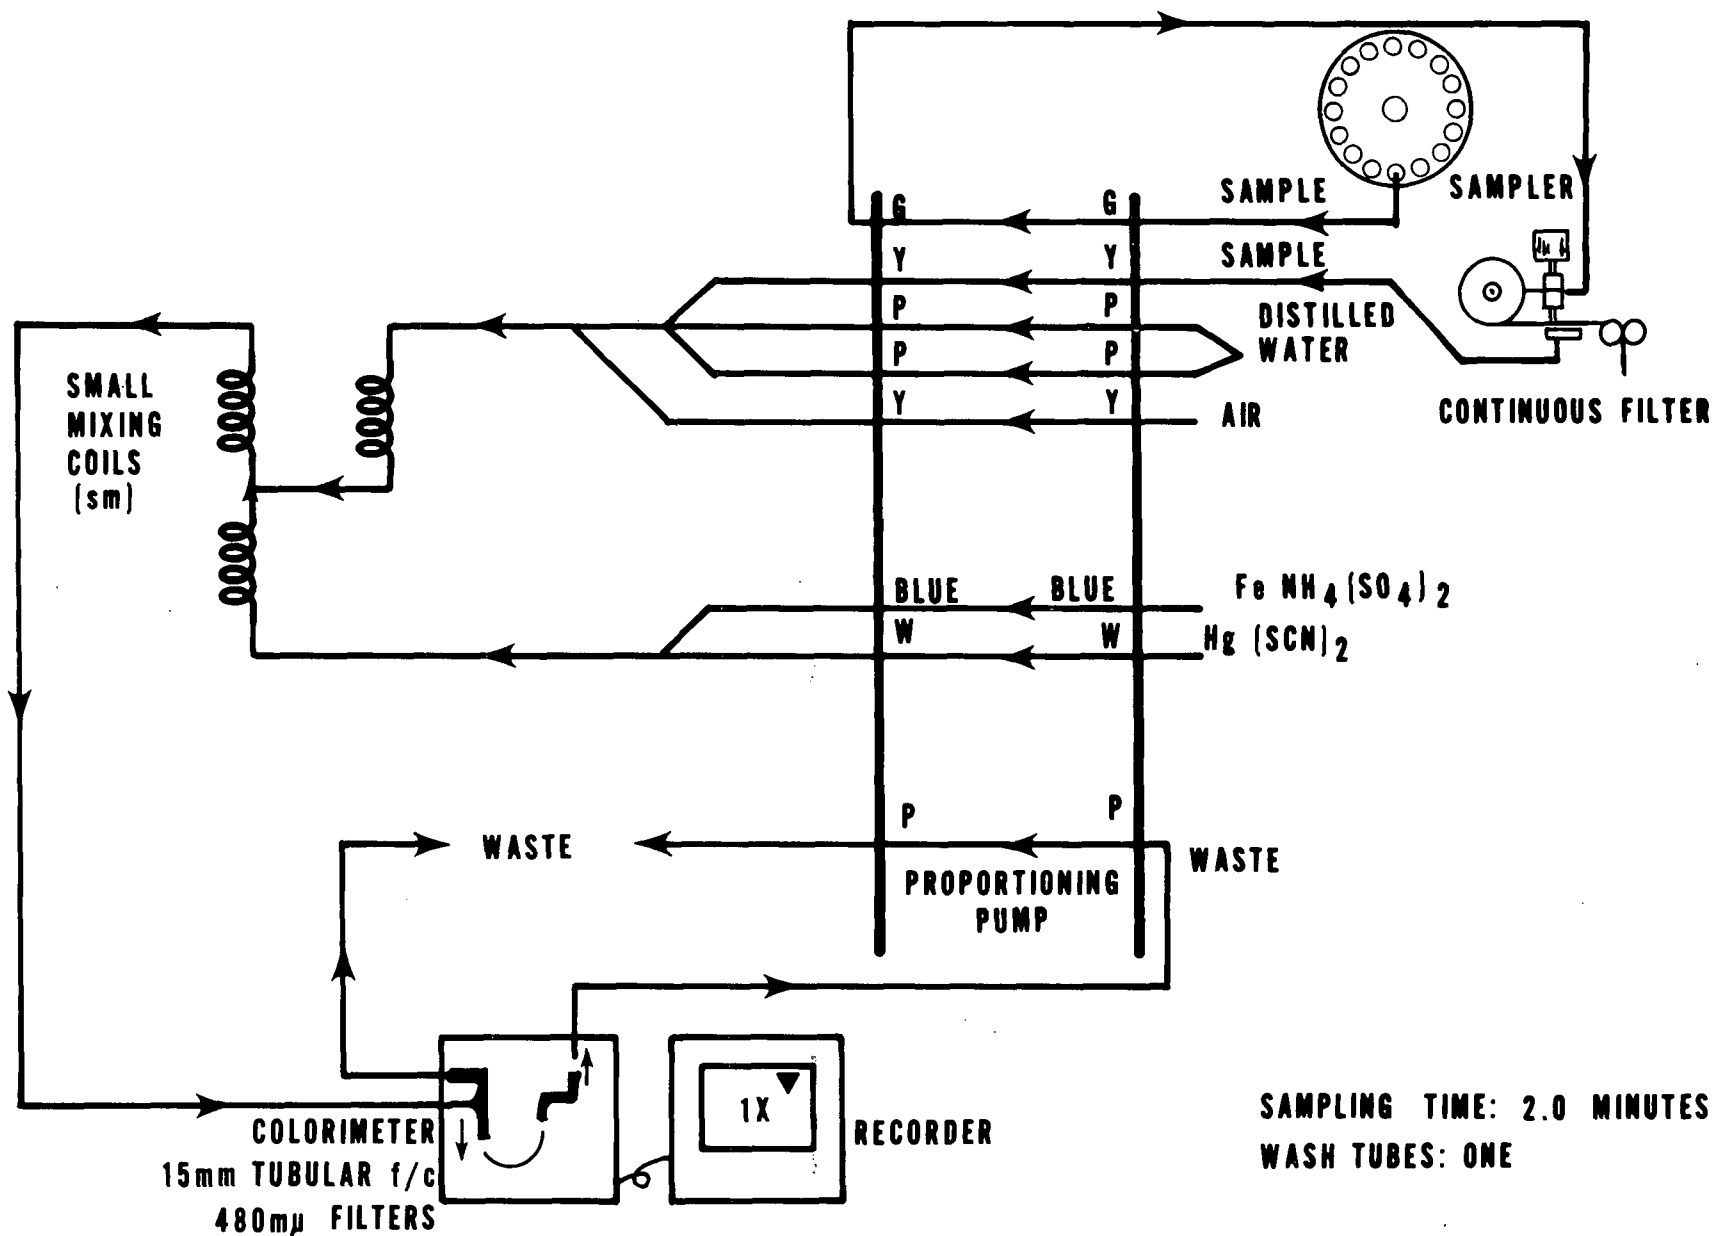 SAMPLE
SAMPLER
G G
SAMPLE
Y Y
P P
DISTILLED
WATER
P P
Y Y
AIR
CONTINUOUS FILTER
SMALL
MIXING
COILS
(sm)
BLUE BLUE
Fe NH4(SO4)2
W W
Hg (SCN)2
P P
WASTE
WASTE
PROPORTIONING
PUMP
1X
COLORIMETER
RECORDER
15mm TUBULAR f/c
480mμ FILTERS
SAMPLING TIME: 2.0 MINUTES
WASH TUBES: ONE